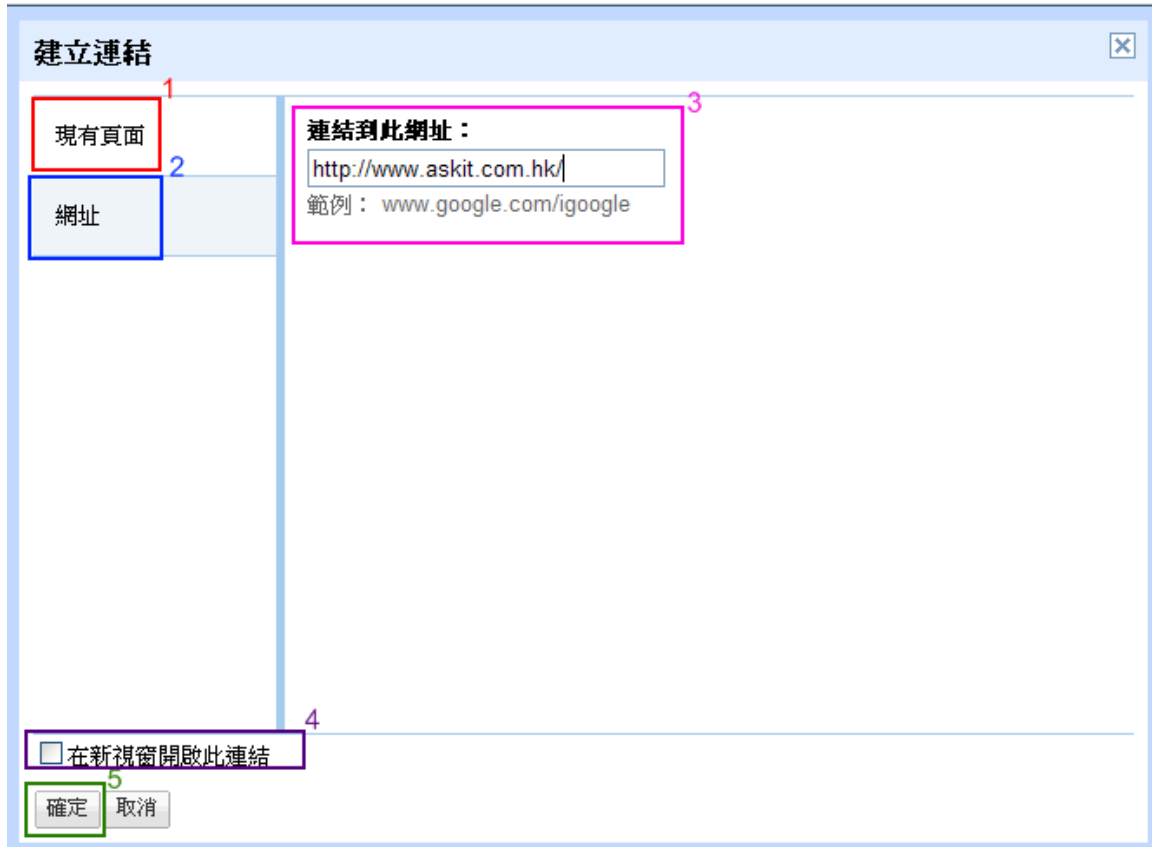 建立連結
1
現有頁面
2
網址
3
連結到此網址：
http://www.askit.com.hk/
範例： www.google.com/igoogle
4
在新視窗開啟此連結
5
確定 取消